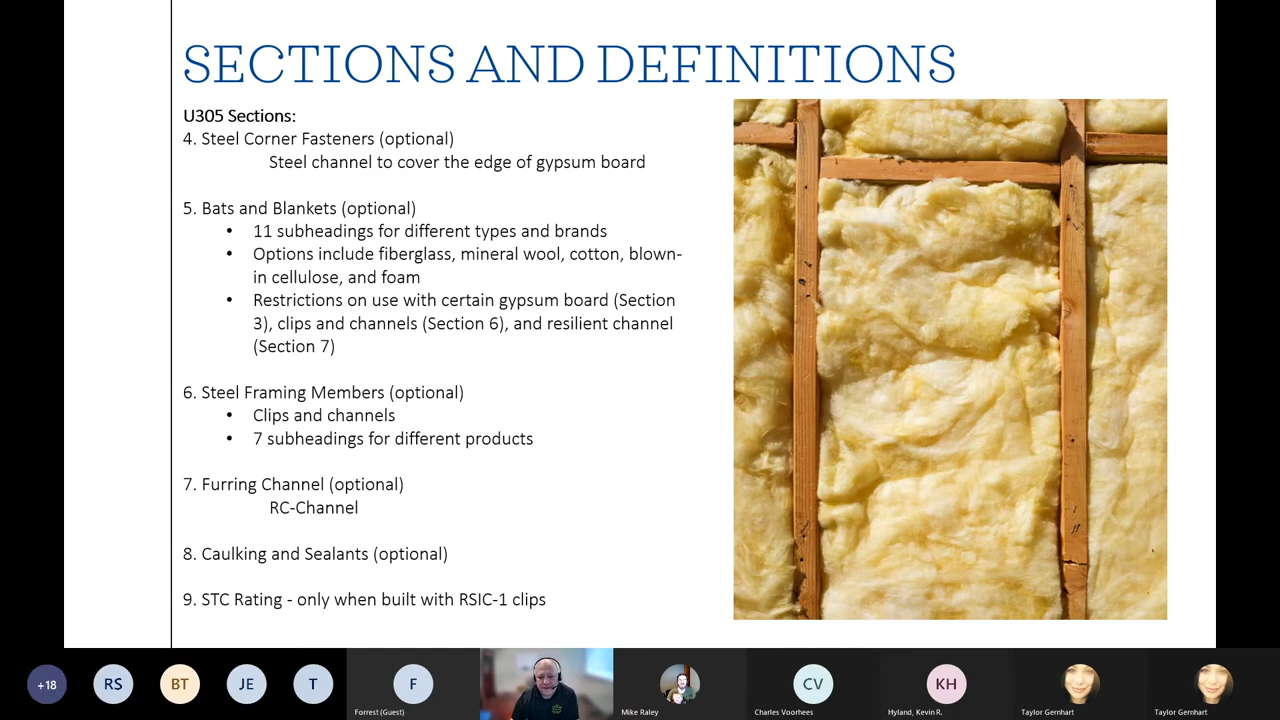 SECTIONS AND DEFINITIONS
U305 Sections:
4. Steel Corner Fasteners (optional)
Steel channel to cover the edge of gypsum board
5. Bats and Blankets (optional)
• 11 subheadings for different types and brands
• Options include fiberglass, mineral wool, cotton, blown-
in cellulose, and foam
• Restrictions on use with certain gypsum board (Section
3), clips and channels (Section 6), and resilient channel
(Section 7)
6. Steel Framing Members (optional)
• Clips and channels
• 7 subheadings for different products
7. Furring Channel (optional)
RC-Channel
8. Caulking and Sealants (optional)
9. STC Rating - only when built with RSIC-1 clips
+18 RS BT JE T F CV KH
Forrest (Guest) Mike Raley Charles Voorhees Hyland, Kevin R. Taylor Gernhart Taylor Gernhart